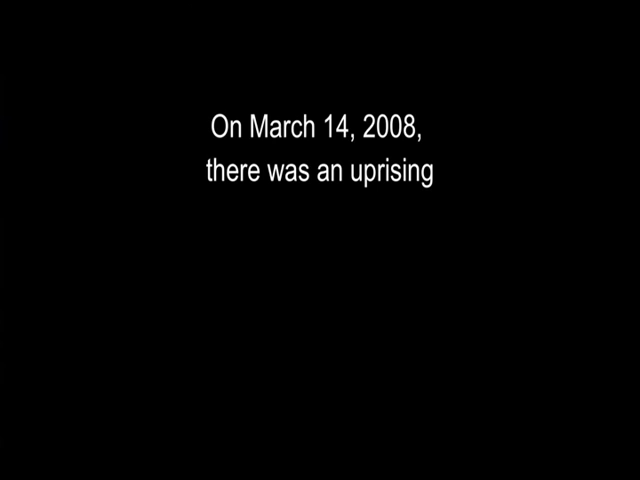 On March 14, 2008,
there was an uprising